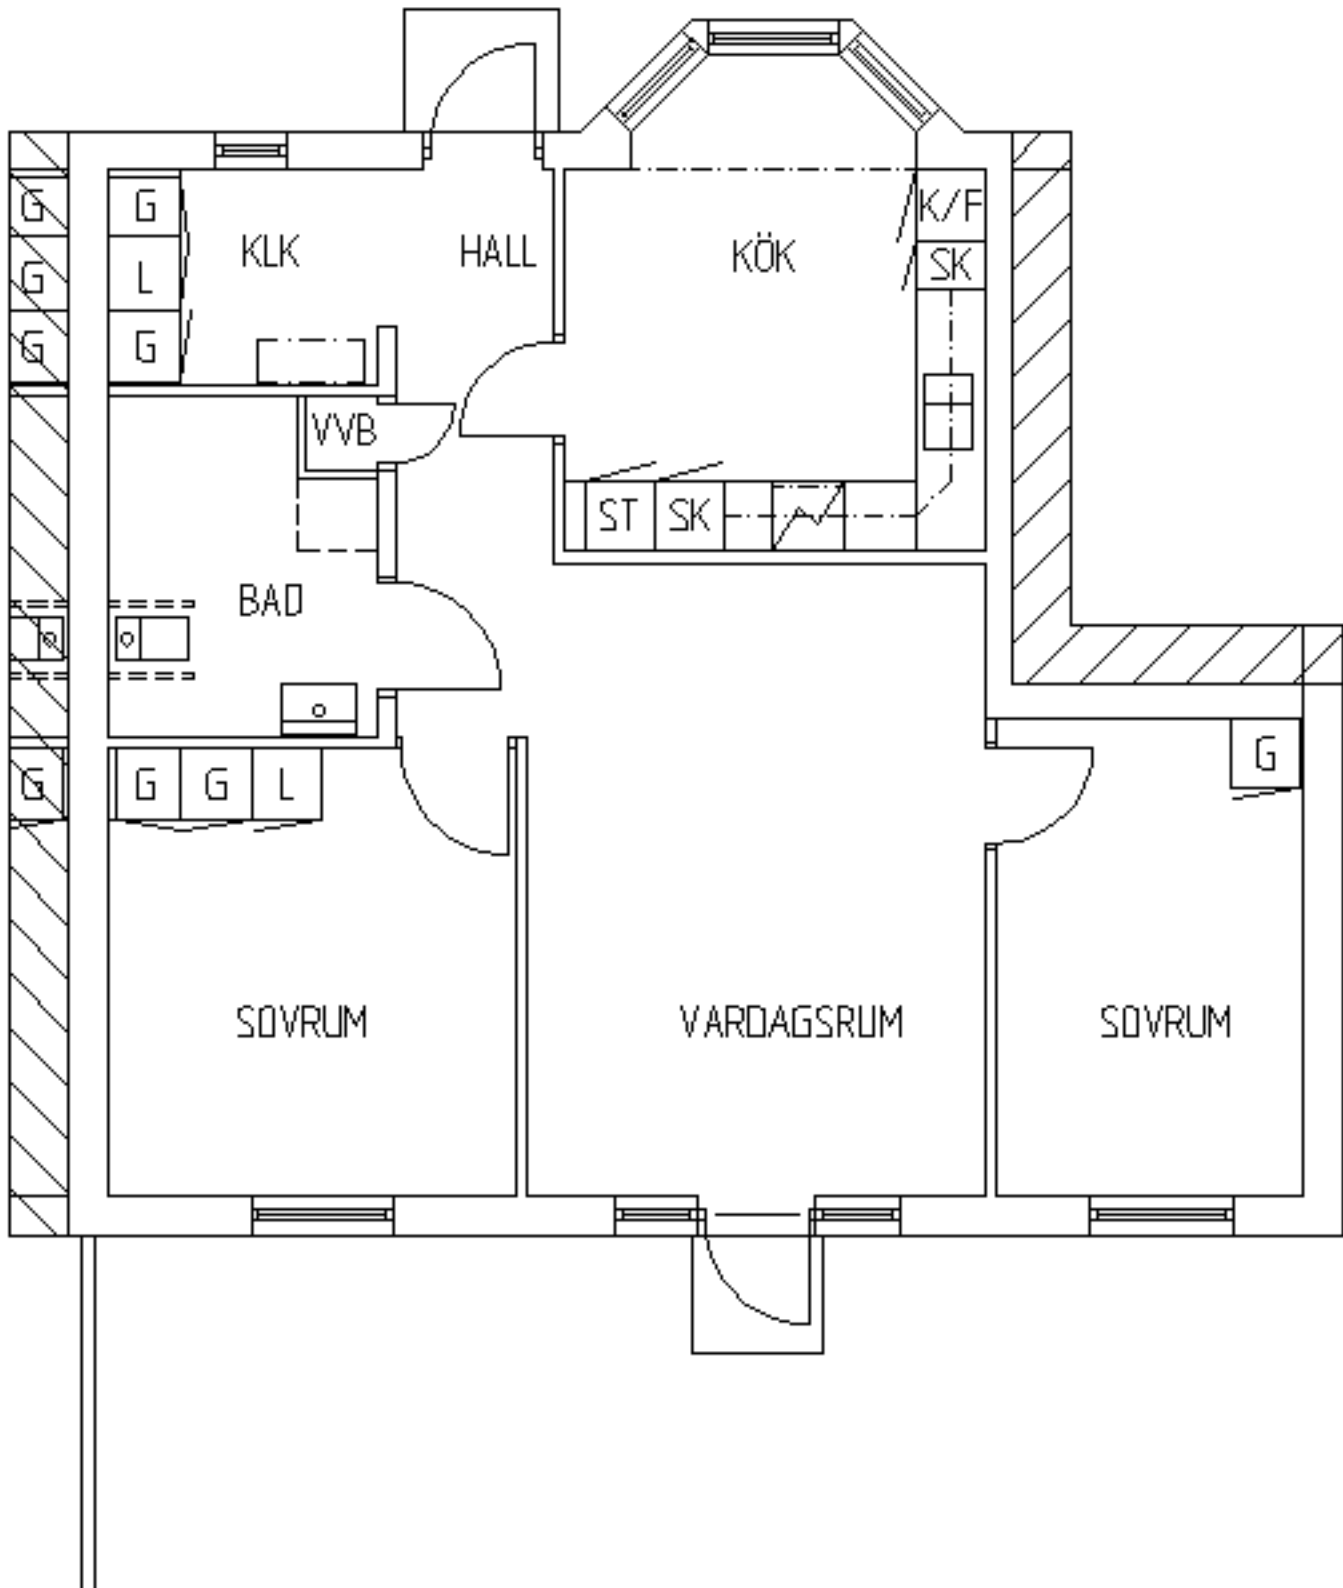 G G K/F
G L KLK HALL KÖK SK
G G
VVB
ST SK
BAD
G G G L G
SOVRUM VARDAGSRUM SOVRUM